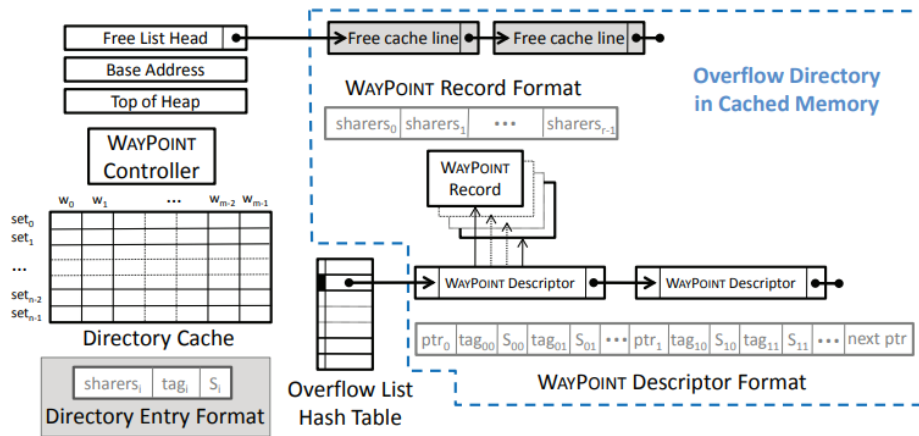 Free List Head
Base Address
Top of Heap
WAYPOINT
Controller
w0 w1 ... wm-2 wm-1
set0
set1
...
setn-2
setn-1
Directory Cache
sharersi tagi Si
Directory Entry Format
Free cache line
Free cache line
Overflow Directory
in Cached Memory
WAYPOINT Record Format
sharers0 sharers1 ... sharersr-1
WAYPOINT
Record
WAYPOINT Descriptor
WAYPOINT Descriptor
ptr0 tag00 S00 tag01 S01 ... ptr1 tag10 S10 tag11 S11 ... next ptr
WAYPOINT Descriptor Format
Overflow List
Hash Table